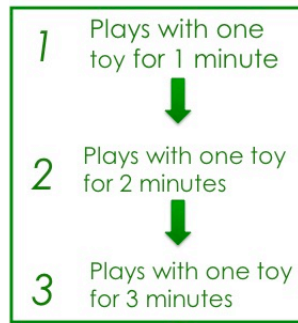 1 Plays with one
toy for 1 minute
2 Plays with one toy
for 2 minutes
3 Plays with one toy
for 3 minutes